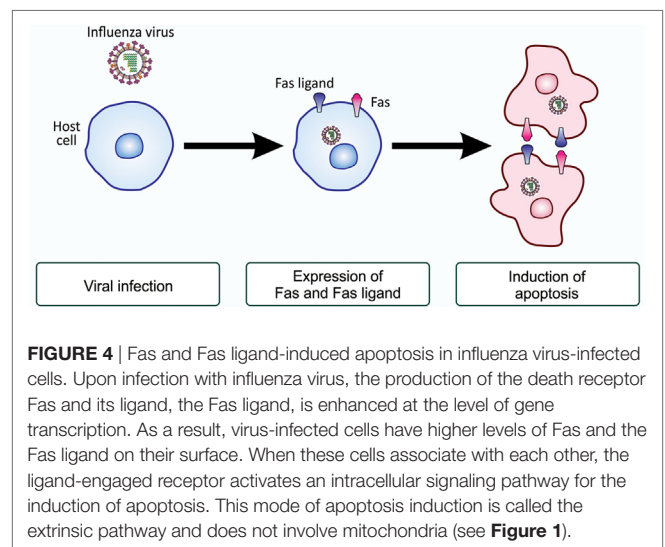 Influenza virus
Fas ligand
Fas
Host
cell
Viral infection
Expression of
Fas and Fas ligand
Induction of
apoptosis
FIGURE 4 | Fas and Fas ligand-induced apoptosis in influenza virus-infected
cells. Upon infection with influenza virus, the production of the death receptor
Fas and its ligand, the Fas ligand, is enhanced at the level of gene
transcription. As a result, virus-infected cells have higher levels of Fas and the
Fas ligand on their surface. When these cells associate with each other, the
ligand-engaged receptor activates an intracellular signaling pathway for the
induction of apoptosis. This mode of apoptosis induction is called the
extrinsic pathway and does not involve mitochondria (see Figure 1).